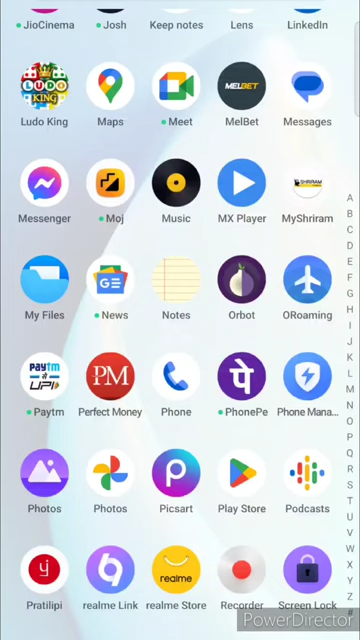 JioCinema Josh Keep notes Lens LinkedIn
LUDO KING MELBET
Ludo King Maps Meet MelBet Messages
SHRIRAM
Messenger Moj Music MX Player MyShriram
GE
My Files News Notes Orbot ORoaming
Paytm UPI PM पे
Paytm Perfect Money Phone PhonePe Phone Mana...
Photos Photos Picsart Play Store Podcasts
realme
Pratilipi realme Link realme Store Recorder Screen Lock
A
B
C
D
E
F
G
H
I
J
K
L
M
N
O
P
Q
R
S
T
U
V
W
X
Y
Z
#
PowerDirector